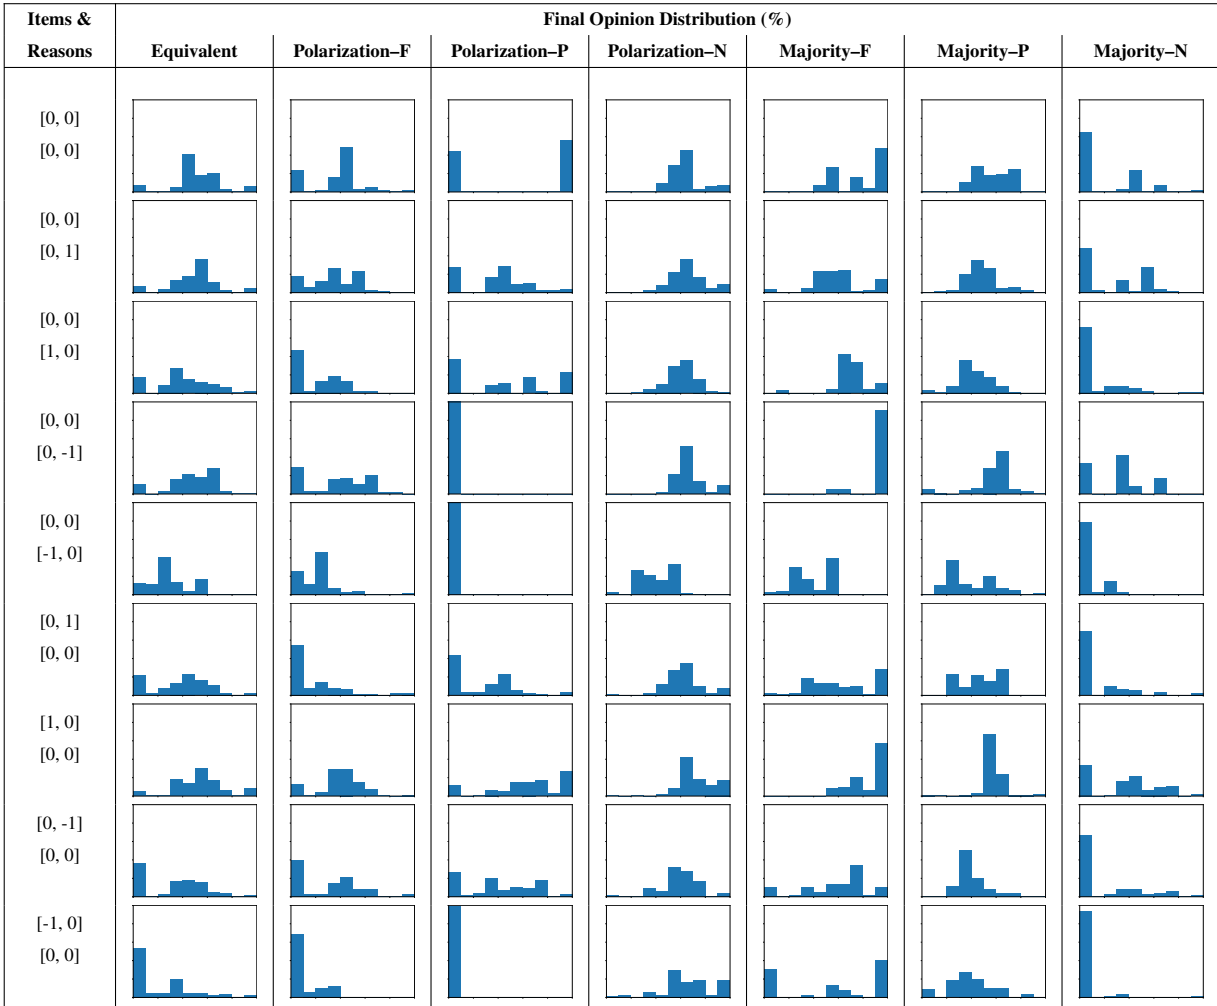 Items &
Final Opinion Distribution (%)
Reasons
Equivalent
Polarization–F
Polarization–P
Polarization–N
Majority–F
Majority–P
Majority–N
[0, 0]
[0, 0]
[0, 0]
[0, 1]
[0, 0]
[1, 0]
[0, 0]
[0, -1]
[0, 0]
[-1, 0]
[0, 1]
[0, 0]
[1, 0]
[0, 0]
[0, -1]
[0, 0]
[-1, 0]
[0, 0]